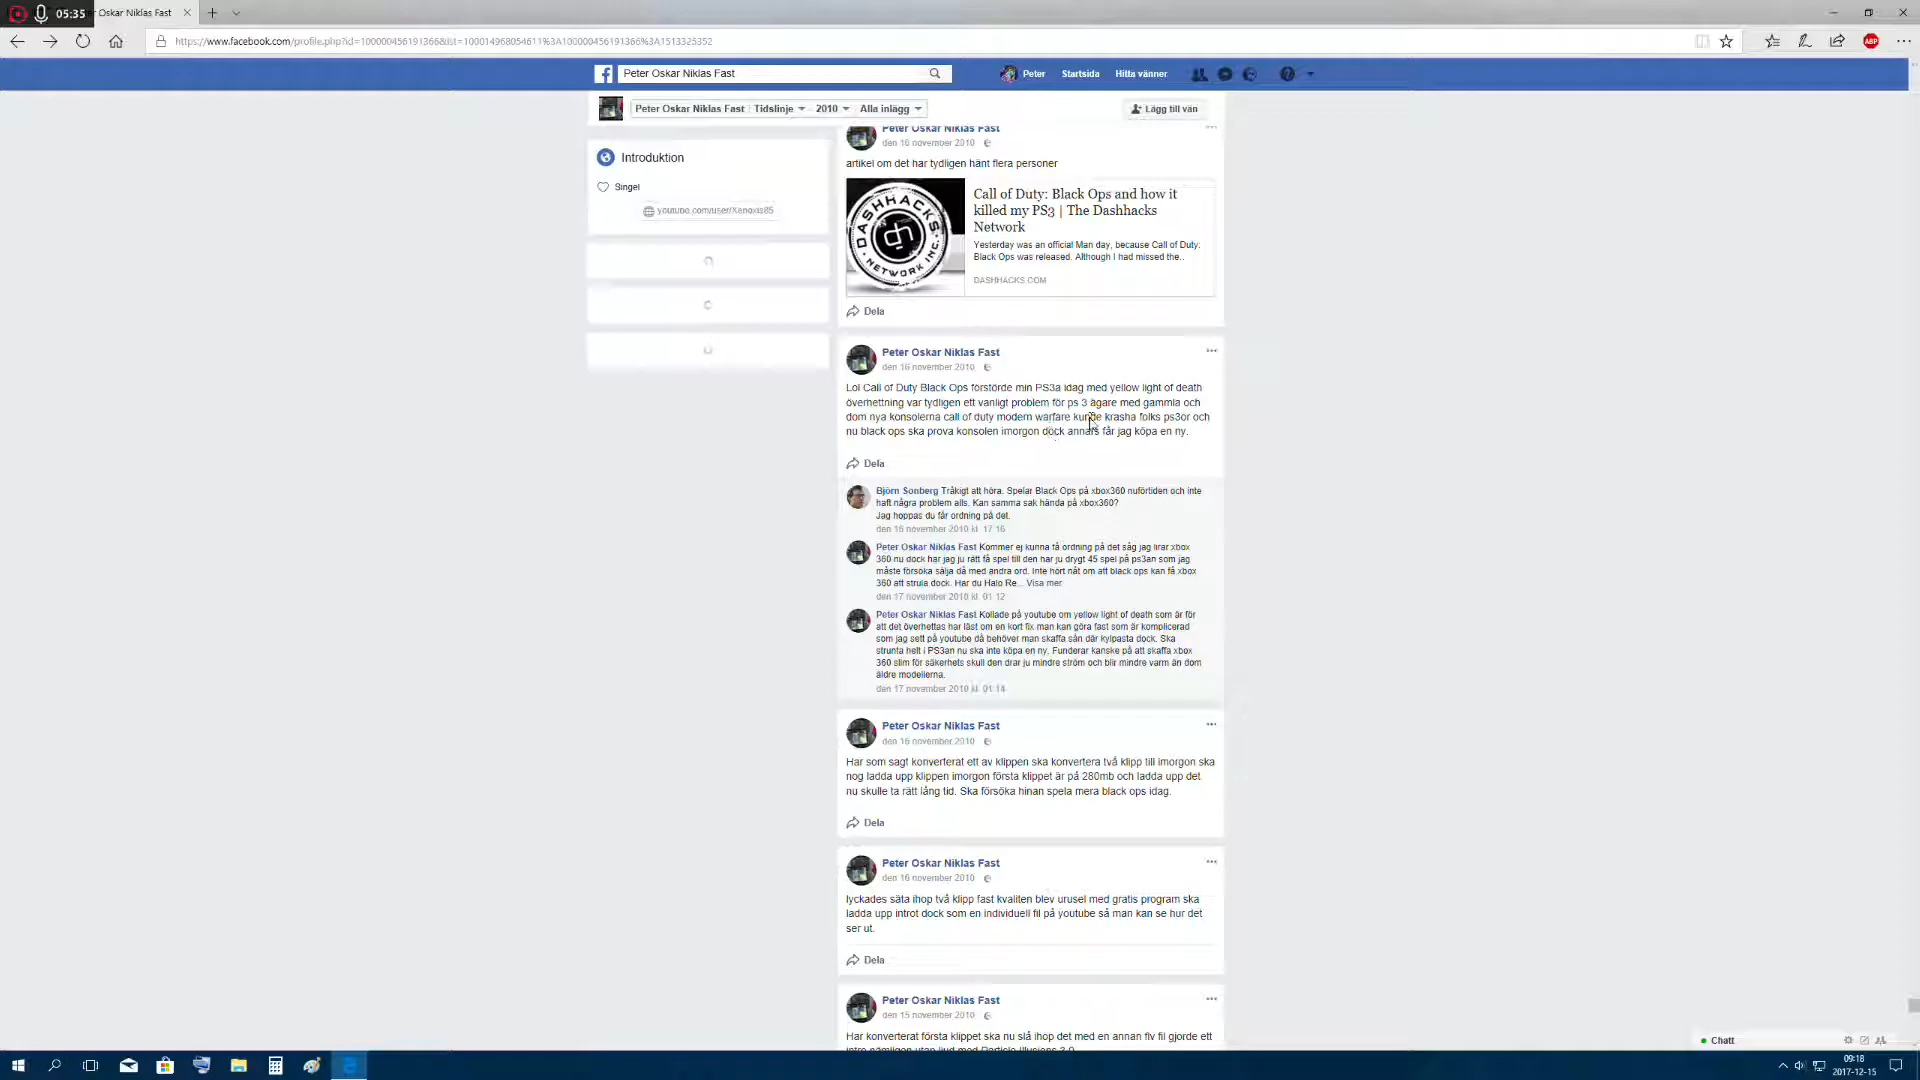 05:35
Oskar Niklas Fast
https://www.facebook.com/profile.php?id=100000456191366&lst=100014968054611%3A100000456191366%3A1513325352
Peter Oskar Niklas Fast
Peter
Startsida
Hitta vänner
Peter Oskar Niklas Fast
Tidslinje
2010
Alla inlägg
Lägg till vän
Introduktion
Singel
youtube.com/user/Xenoxis85
Peter Oskar Niklas Fast
den 16 november 2010
artikel om det har tydligen hänt flera personer
DASHHACKS
NETWORK INC.
Call of Duty: Black Ops and how it
killed my PS3 | The Dashhacks
Network
Yesterday was an official Man day, because Call of Duty:
Black Ops was released. Although I had missed the..
DASHHACKS.COM
Dela
Peter Oskar Niklas Fast
den 16 november 2010
Lol Call of Duty Black Ops förstörde min PS3a idag med yellow light of death
överhettning var tydligen ett vanligt problem för ps 3 ägare med gammla och
dom nya konsolerna call of duty modern warfare kunde krasha folks ps3or och
nu black ops ska prova konsolen imorgon dock annars får jag köpa en ny.
Dela
Björn Sonberg Tråkigt att höra. Spelar Black Ops på xbox360 nuförtiden och inte
haft några problem alls. Kan samma sak hända på xbox360?
Jag hoppas du får ordning på det.
den 16 november 2010 kl. 17:16
Peter Oskar Niklas Fast Kommer ej kunna få ordning på det såg jag lirar xbox
360 nu dock har jag ju rätt få spel till den har ju drygt 45 spel på ps3an som jag
måste försöka sälja då med andra ord. Inte hört nåt om att black ops kan få xbox
360 att strula dock. Har du Halo Re... Visa mer
den 17 november 2010 kl. 01:12
Peter Oskar Niklas Fast Kollade på youtube om yellow light of death som är för
att det överhettas har läst om en kort fix man kan göra fast som är komplicerad
som jag sett på youtube då behöver man skaffa sån där kylpasta dock. Ska
strunta helt i PS3an nu ska inte köpa en ny. Funderar kanske på att skaffa xbox
360 slim för säkerhets skull den drar ju mindre ström och blir mindre varm än dom
äldre modellerna.
den 17 november 2010 kl. 01:14
Peter Oskar Niklas Fast
den 16 november 2010
Har som sagt konverterat ett av klippen ska konvertera två klipp till imorgon ska
nog ladda upp klippen imorgon första klippet är på 280mb och ladda upp det
nu skulle ta rätt lång tid. Ska försöka hinan spela mera black ops idag.
Dela
Peter Oskar Niklas Fast
den 16 november 2010
lyckades säta ihop två klipp fast kvaliten blev urusel med gratis program ska
ladda upp introt dock som en individuell fil på youtube så man kan se hur det
ser ut.
Dela
Peter Oskar Niklas Fast
den 15 november 2010
Har konverterat första klippet ska nu slå ihop det med en annan flv fil gjorde ett
intro nämligen utan ljud med Particle Illusions 3.0
Chatt
09:18
2017-12-15
ABP